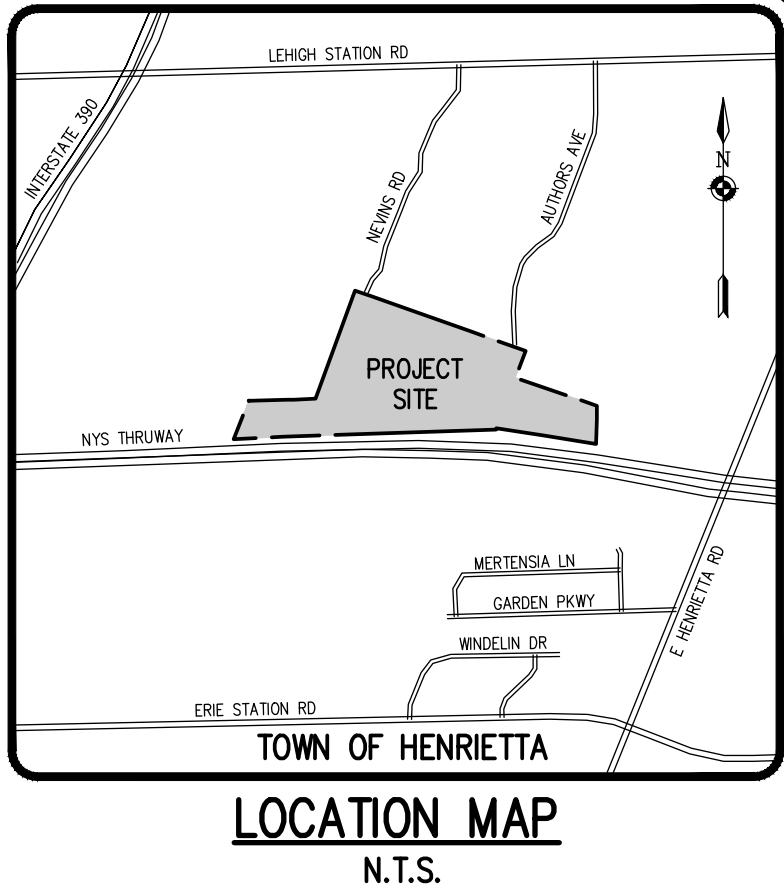 LEHIGH STATION RD
INTERSTATE 390
NEVINS RD
AUTHORS AVE
N
PROJECT
SITE
NYS THRUWAY
MERTENSIA LN
GARDEN PKWY
E HENRIETTA RD
WINDELIN DR
ERIE STATION RD
TOWN OF HENRIETTA
LOCATION MAP
N.T.S.